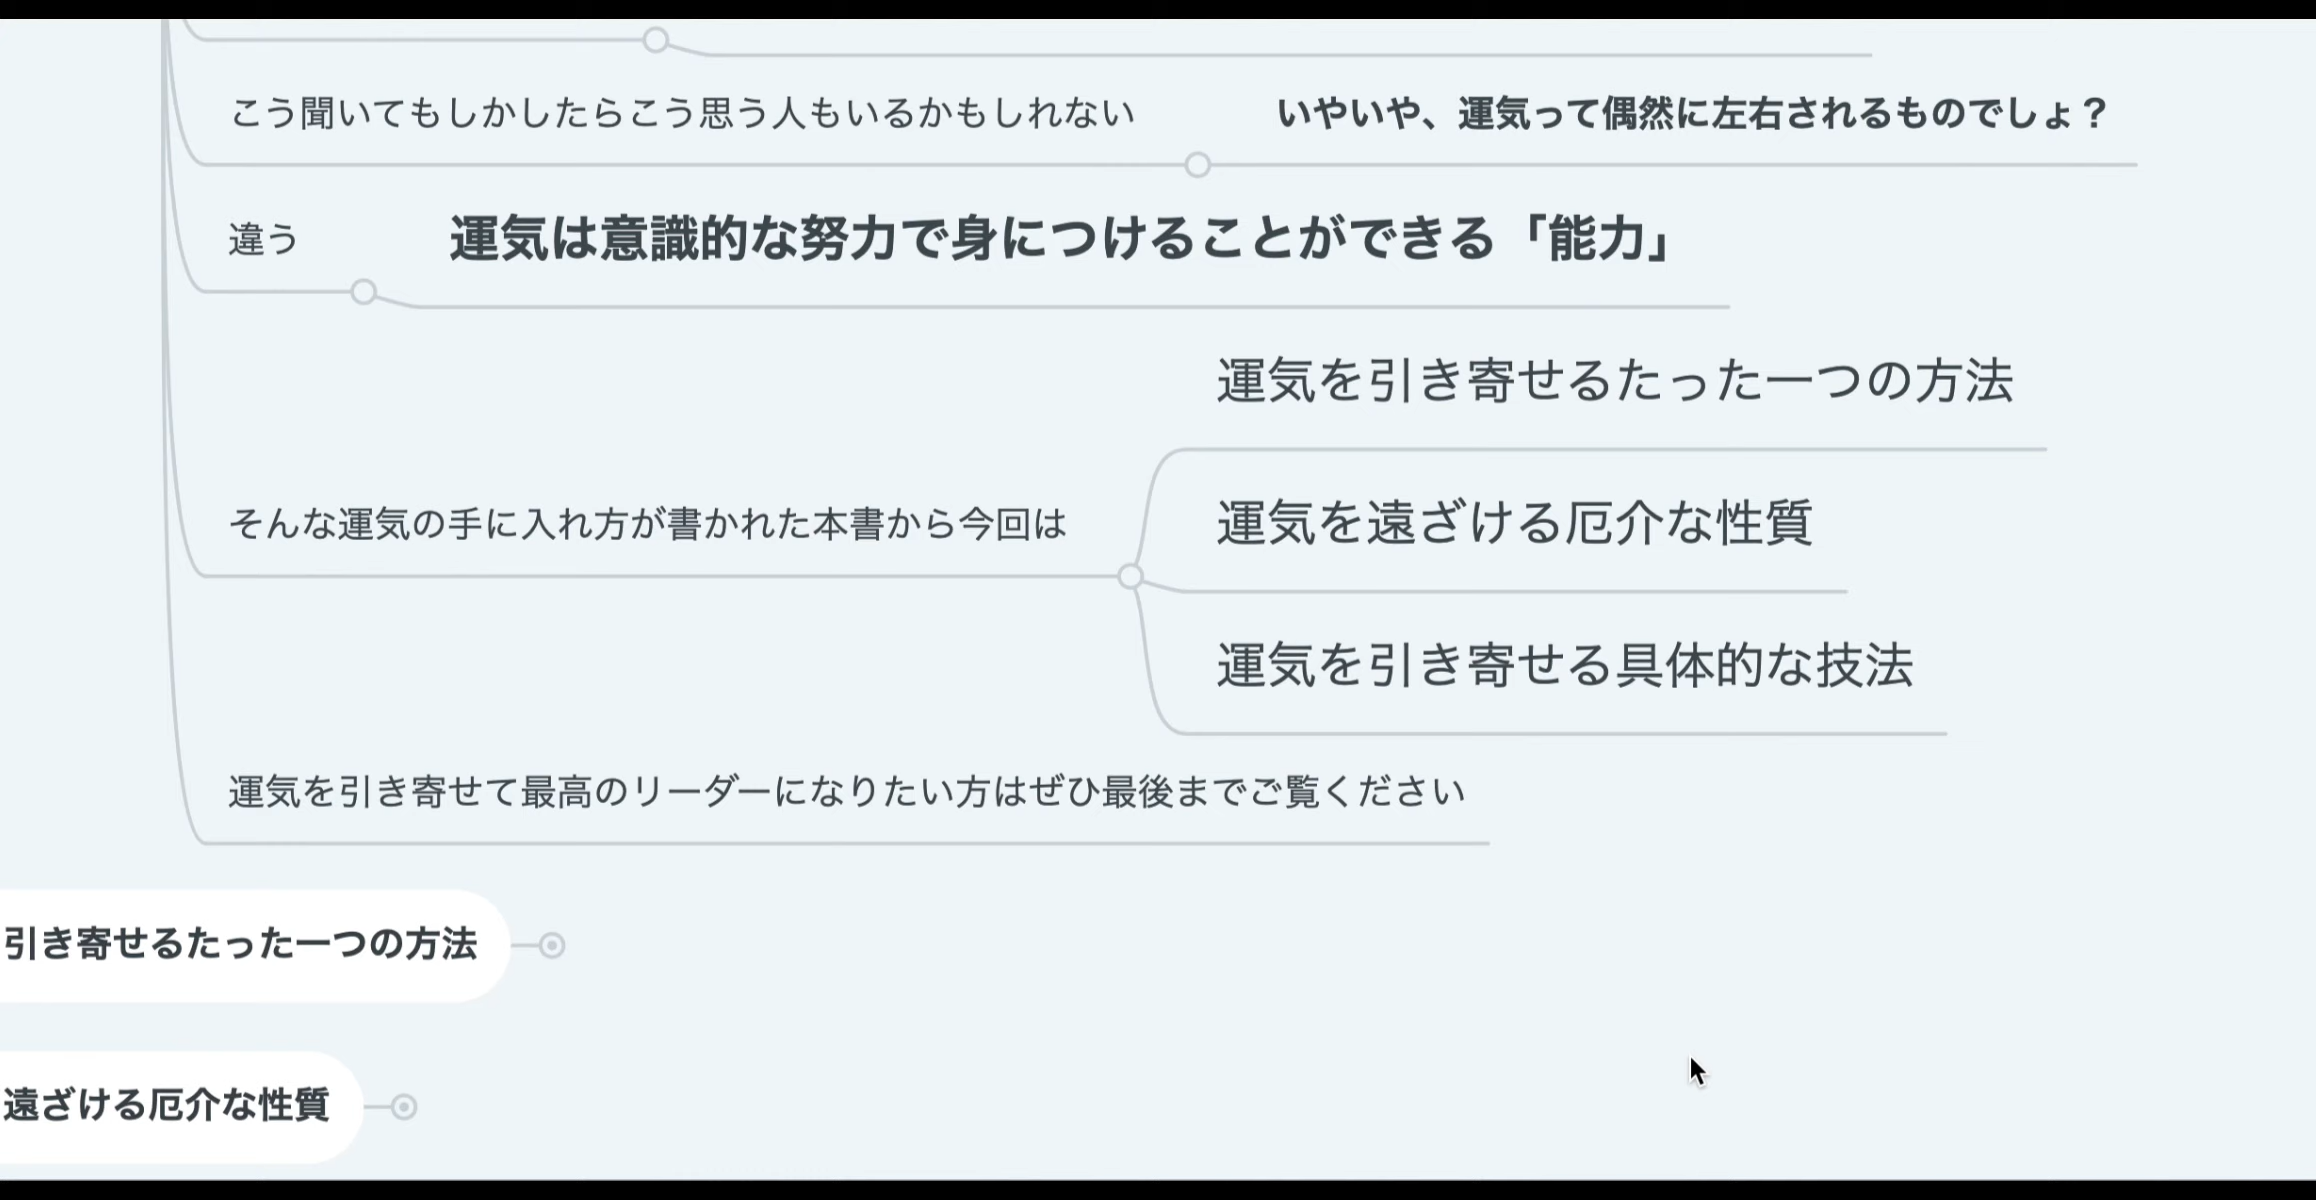 こう聞いてもしかしたらこう思う人もいるかもしれない
いやいや、運気って偶然に左右されるものでしょ？
違う
運気は意識的な努力で身につけることができる「能力」
そんな運気の手に入れ方が書かれた本書から今回は
運気を引き寄せるたった一つの方法
運気を遠ざける厄介な性質
運気を引き寄せる具体的な技法
運気を引き寄せて最高のリーダーになりたい方はぜひ最後までご覧ください
引き寄せるたった一つの方法
遠ざける厄介な性質